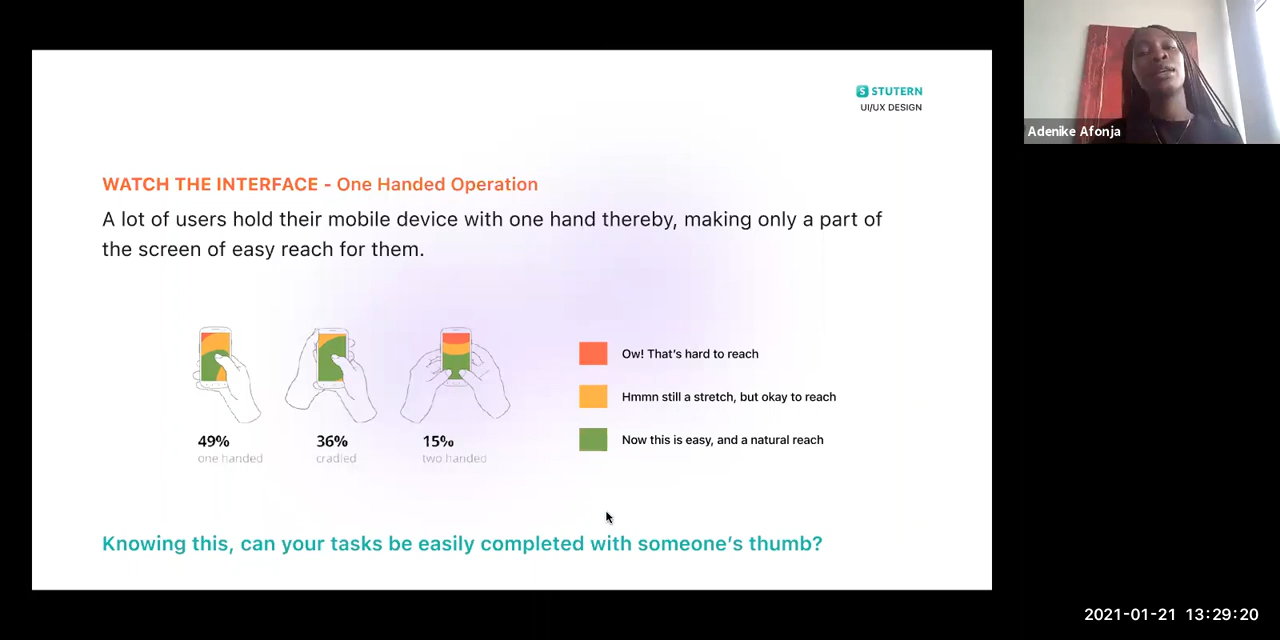 S STUTERN
UI/UX DESIGN
Adenike Afonja
WATCH THE INTERFACE - One Handed Operation
A lot of users hold their mobile device with one hand thereby, making only a part of
the screen of easy reach for them.
Ow! That's hard to reach
Hmmn still a stretch, but okay to reach
Now this is easy, and a natural reach
49% 36% 15%
one handed cradled two handed
Knowing this, can your tasks be easily completed with someone's thumb?
2021-01-21 13:29:20